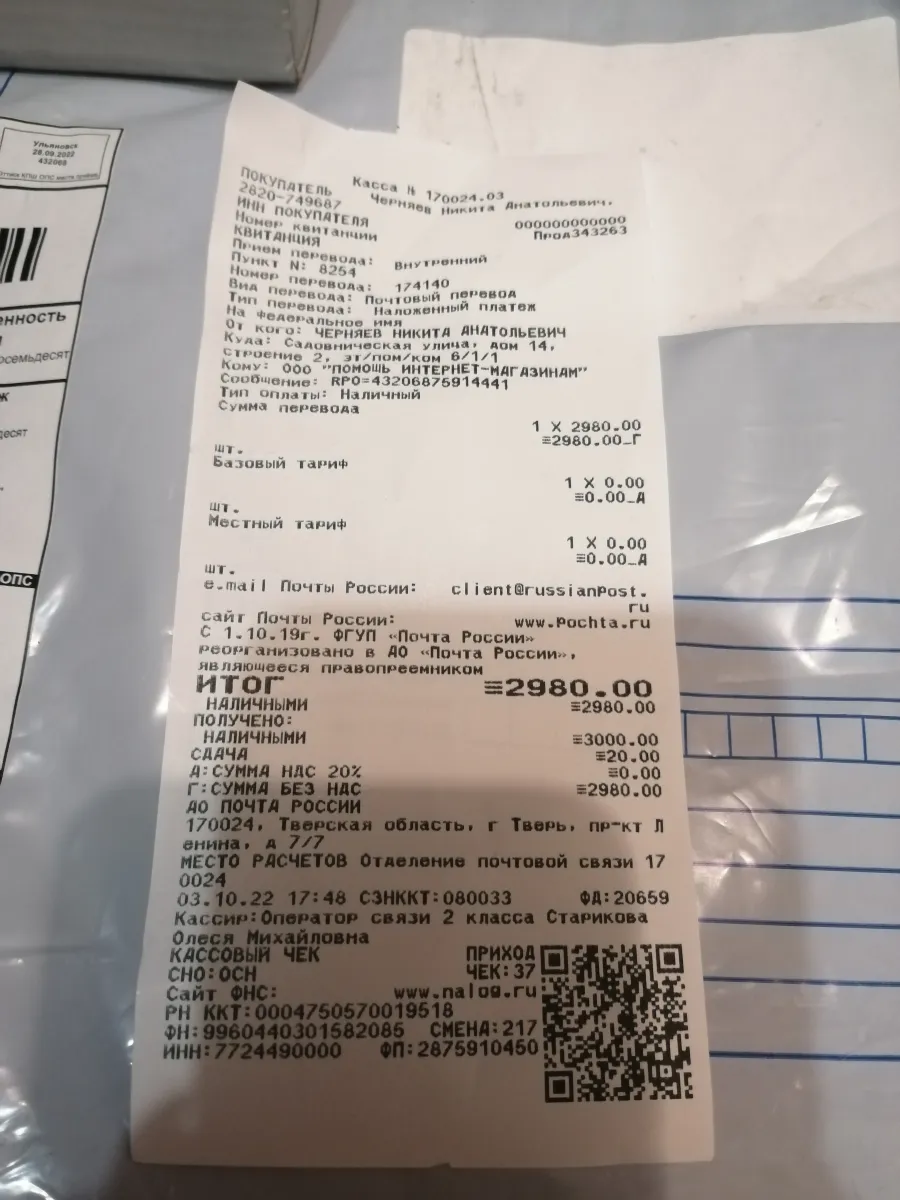 Ульяновск
28.09.2022
432068
енность
осемьдесят
ж
десят
ОПС
Касса N 170024.03
ПОКУПАТЕЛЬ Черняев Никита Анатольевич,
2820-749687
ИНН ПОКУПАТЕЛЯ 000000000000
Номер квитанции Прод343263
КВИТАНЦИЯ
Прием перевода: Внутренний
Пункт N: 8254
Номер перевода: 174140
Вид перевода: Почтовый перевод
Тип перевода: Наложенный платеж
На федеральное имя
От кого: ЧЕРНЯЕВ НИКИТА АНАТОЛЬЕВИЧ
Куда: Садовническая улица, дом 14,
строение 2, эт/пом/ком 6/1/1
Кому: ООО "ПОМОЩЬ ИНТЕРНЕТ-МАГАЗИНАМ"
Сообщение: RPO=43206875914441
Тип оплаты: Наличный
Сумма перевода
1 X 2980.00
≡2980.00_Г
шт.
Базовый тариф
1 X 0.00
≡0.00_А
шт.
Местный тариф
1 X 0.00
≡0.00_А
шт.
e.mail Почты России: client@russianpost.
ru
сайт Почты России: www.pochta.ru
С 1.10.19г. ФГУП «Почта России»
реорганизовано в АО «Почта России»,
являющееся правопреемником
ИТОГ ≡2980.00
НАЛИЧНЫМИ ≡2980.00
ПОЛУЧЕНО:
НАЛИЧНЫМИ ≡3000.00
СДАЧА ≡20.00
А:СУММА НДС 20% ≡0.00
Г:СУММА БЕЗ НДС ≡2980.00
АО ПОЧТА РОССИИ
170024, Тверская область, г Тверь, пр-кт Л
енина, д 7/7
МЕСТО РАСЧЕТОВ Отделение почтовой связи 17
0024
03.10.22 17:48 СЗНККТ:080033 ФД:20659
Кассир:Оператор связи 2 класса Старикова
Олеся Михайловна
КАССОВЫЙ ЧЕК ПРИХОД
СНО:ОСН ЧЕК:37
Сайт ФНС: www.nalog.ru
РН ККТ:0004750570019518
ФН:9960440301582085 СМЕНА:217
ИНН:7724490000 ФП:2875910450